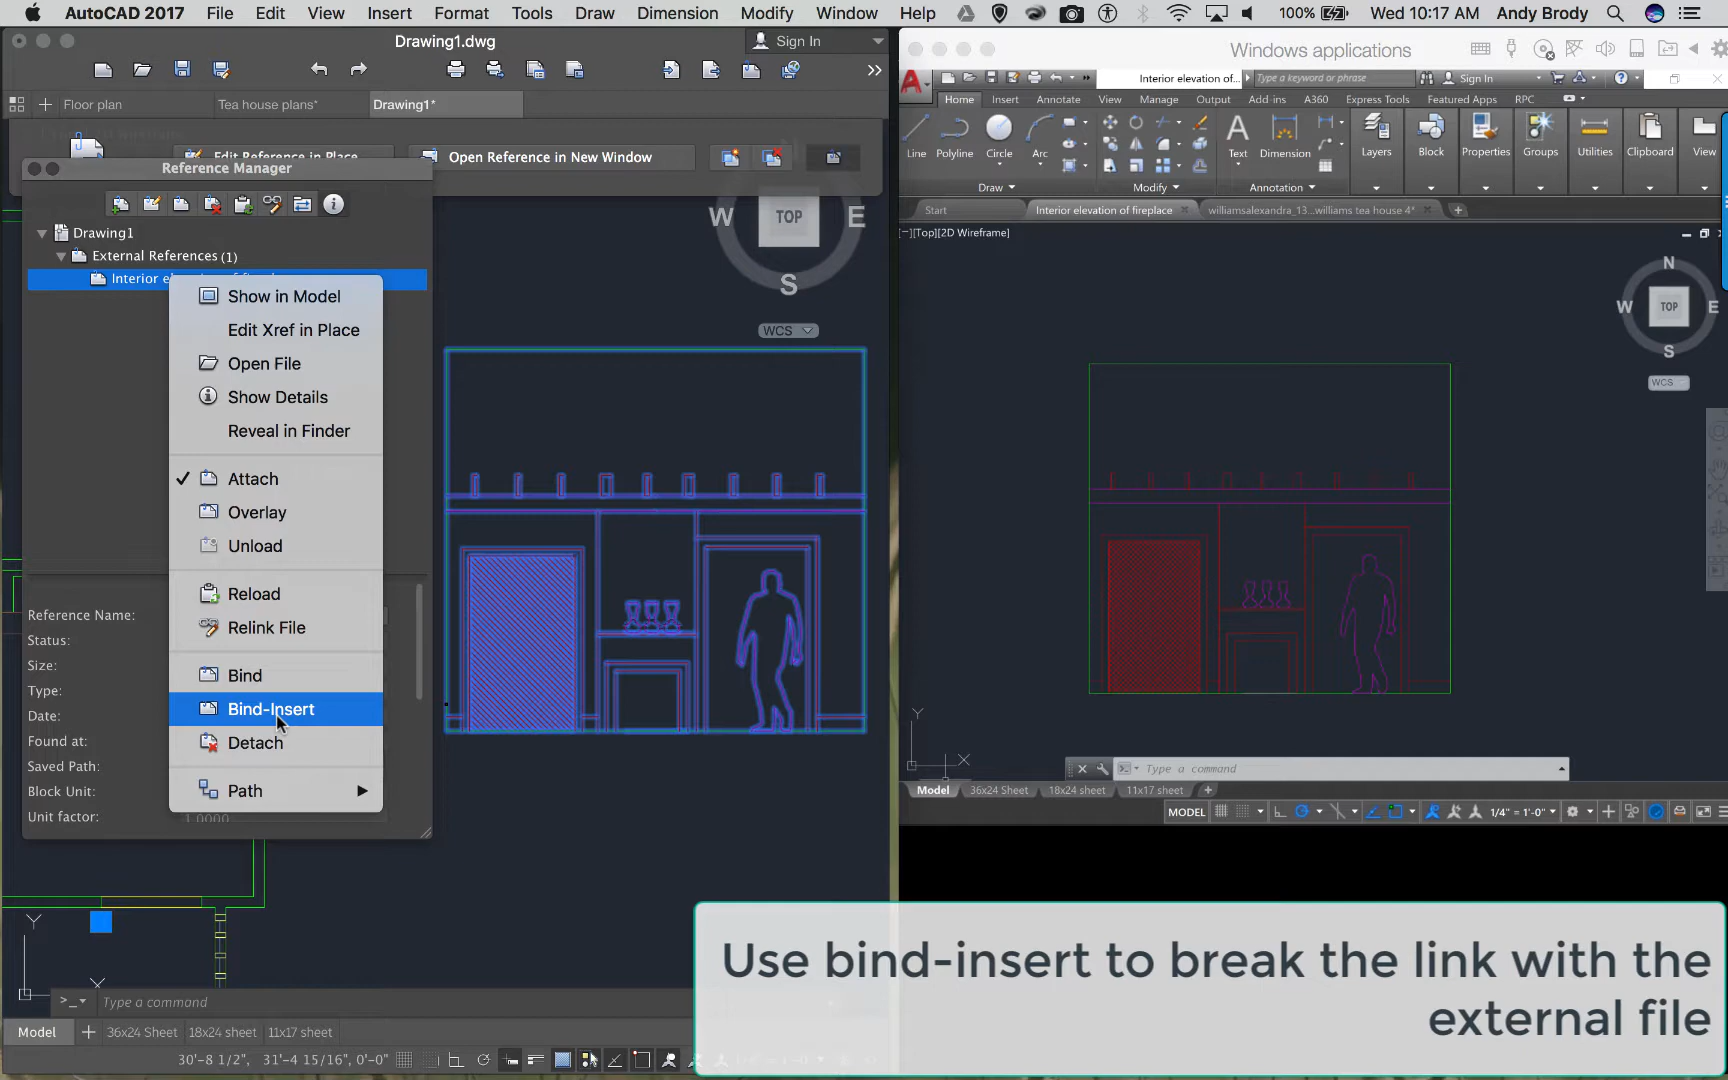 AutoCAD 2017 File Edit View Insert Format Tools Draw Dimension Modify Window Help 100% Wed 10:17 AM Andy Brody
Drawing1.dwg
Sign In
Floor plan
Tea house plans*
Drawing1*
Edit Reference in Place
Open Reference in New Window
Reference Manager
Drawing1
External References (1)
Interior e
Show in Model
Edit Xref in Place
Open File
Show Details
Reveal in Finder
Attach
Overlay
Unload
Reload
Relink File
Bind
Bind-Insert
Detach
Path
Reference Name:
Status:
Size:
Type:
Date:
Found at:
Saved Path:
Block Unit:
Unit factor:
1.0000
W TOP E
S
WCS
Y
X
Type a command
Model
36x24 Sheet
18x24 sheet
11x17 sheet
30'-8 1/2", 31'-4 15/16", 0'-0"
Windows applications
Interior elevation of...
Type a keyword or phrase
Sign In
Home Insert Annotate View Manage Output Add-ins A360 Express Tools Featured Apps RPC
Line Polyline Circle Arc Text Dimension Layers Block Properties Groups Utilities Clipboard View
Draw Modify Annotation
Start
Interior elevation of fireplace
williamsalexandra_13...williams tea house 4*
[−][Top][2D Wireframe]
N
W TOP E
S
WCS
Y
X
Type a command
Model
36x24 Sheet
18x24 sheet
11x17 sheet
MODEL
1/4" = 1'-0"
Use bind-insert to break the link with the
external file